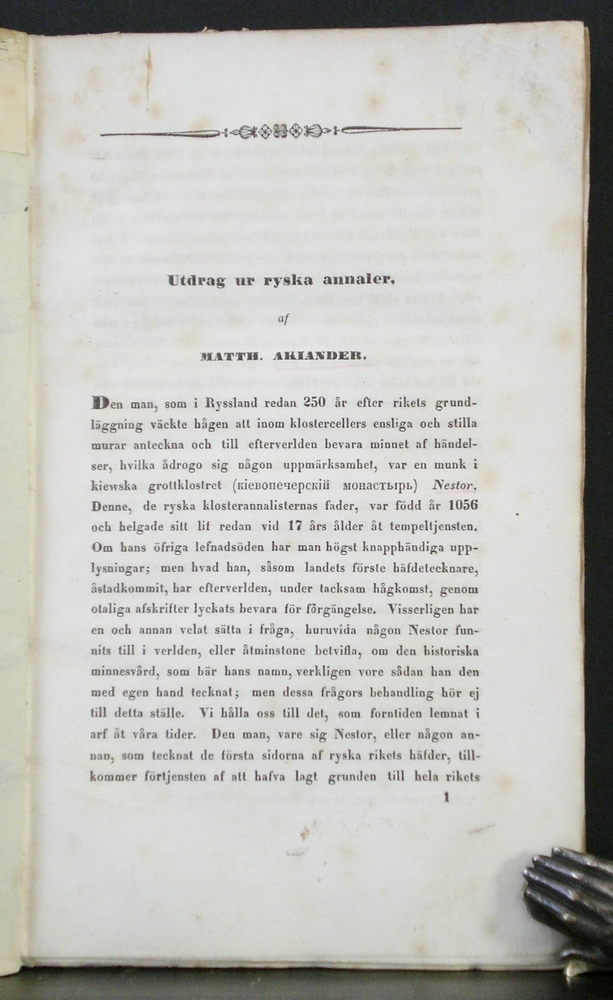 Utdrag ur ryska annaler,
af
MATTH. AKIANDER.
Den man, som i Ryssland redan 250 år efter rikets grund-
läggning väckte hågen att inom klostercellers ensliga och stilla
murar anteckna och till efterverlden bevara minnet af händel-
ser, hvilka ådrogo sig någon uppmärksamhet, var en munk i
kiewska grottklostret (кіевопечерскій монастырь) Nestor.
Denne, de ryska klosterannalisternas fader, var född år 1056
och helgade sitt lif redan vid 17 års ålder åt tempeltjensten.
Om hans öfriga lefnadsöden har man högst knapphändiga upp-
lysningar; men hvad han, såsom landets förste häfdetecknare,
åstadkommit, har efterverlden, under tacksam hågkomst, genom
otaliga afskrifter lyckats bevara för förgängelse. Visserligen har
en och annan velat sätta i fråga, huruvida någon Nestor fun-
nits till i verlden, eller åtminstone betvifla, om den historiska
minnesvård, som bär hans namn, verkligen vore sådan han den
med egen hand tecknat; men dessa frågors behandling hör ej
till detta ställe. Vi hålla oss till det, som forntiden lemnat i
arf åt våra tider. Den man, vare sig Nestor, eller någon an-
nan, som tecknat de första sidorna af ryska rikets häfder, till-
kommer förtjensten af att hafva lagt grunden till hela rikets
1